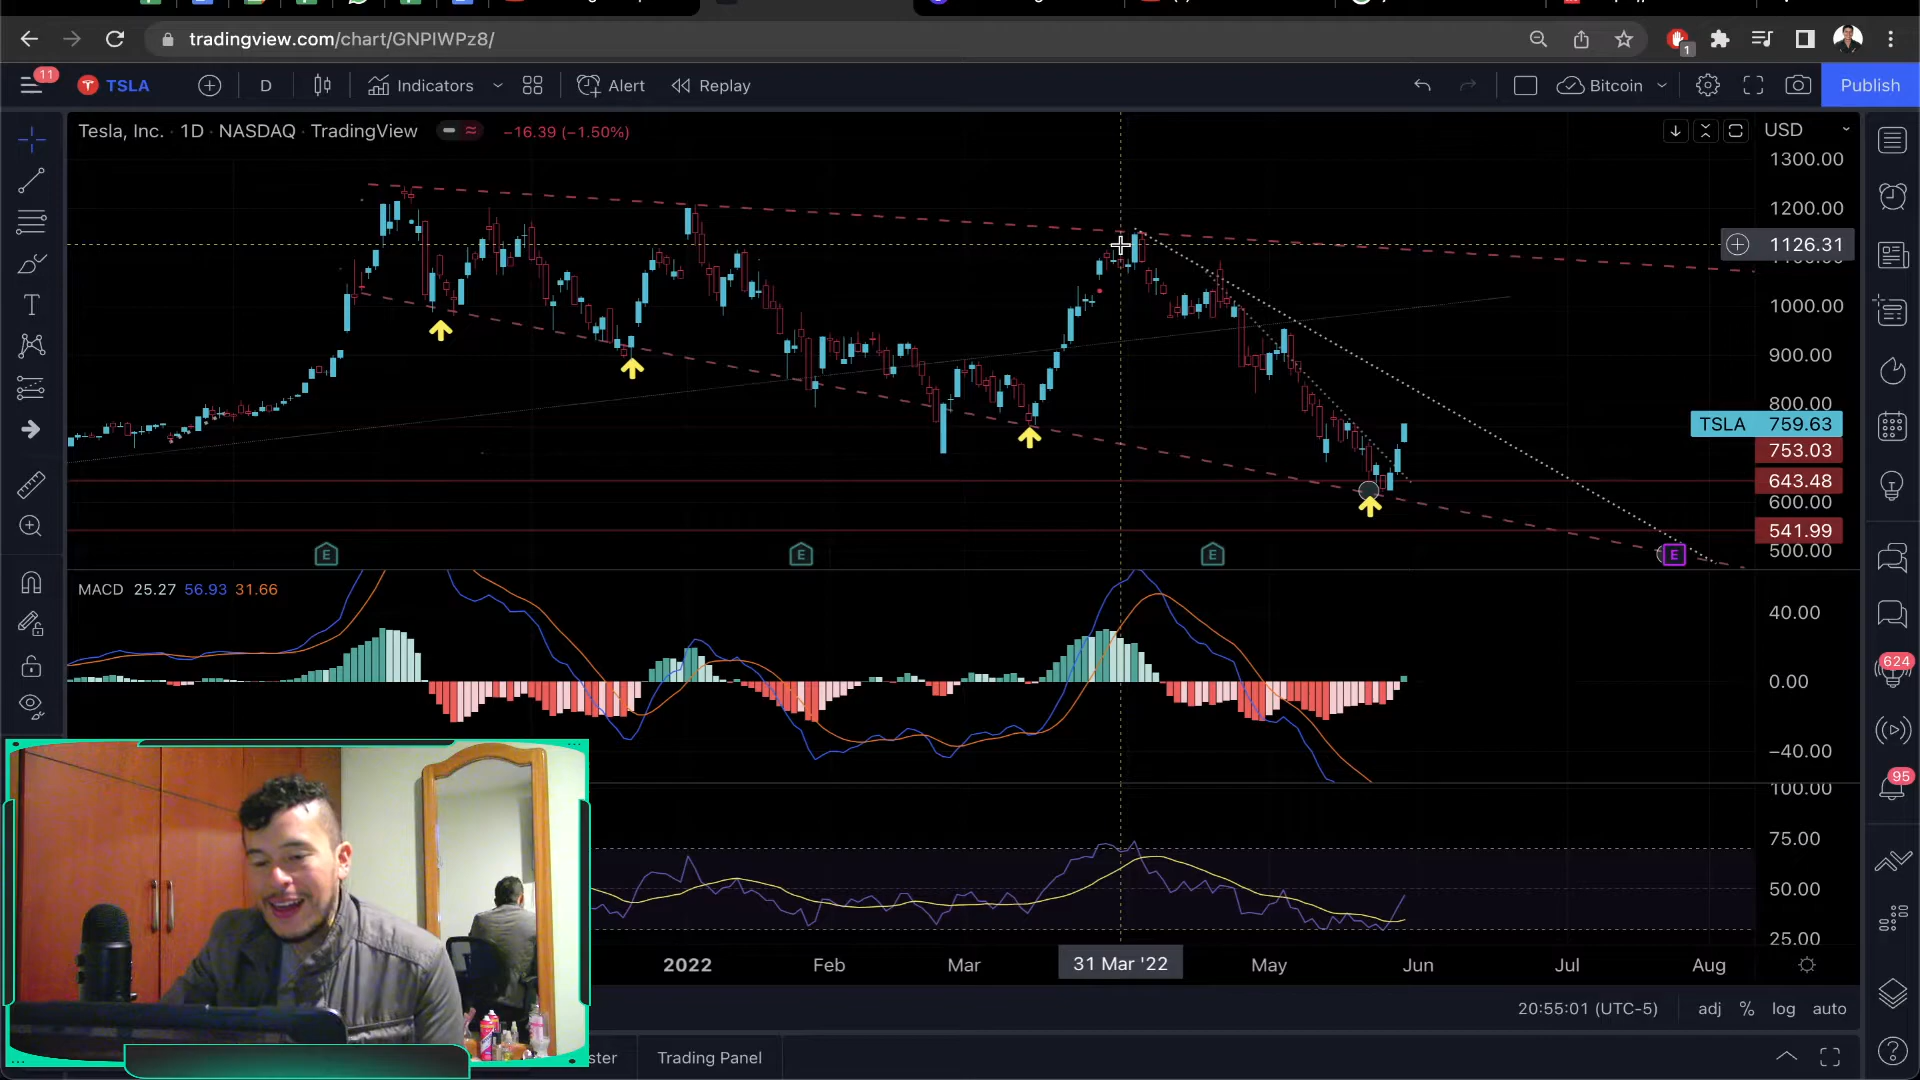 tradingview.com/chart/GNPlWPz8/
1
11
TSLA
D
Indicators
Alert
Replay
Bitcoin
Publish
Tesla, Inc. · 1D · NASDAQ · TradingView
−16.39 (−1.50%)
USD
1300.00
1200.00
1126.31
1000.00
900.00
800.00
TSLA 759.63
753.03
643.48
600.00
541.99
500.00
E
E
E
E
MACD 25.27 56.93 31.66
40.00
0.00
−40.00
100.00
75.00
50.00
25.00
624
95
2022
Feb
Mar
31 Mar '22
May
Jun
Jul
Aug
20:55:01 (UTC-5)
adj
%
log
auto
ster
Trading Panel